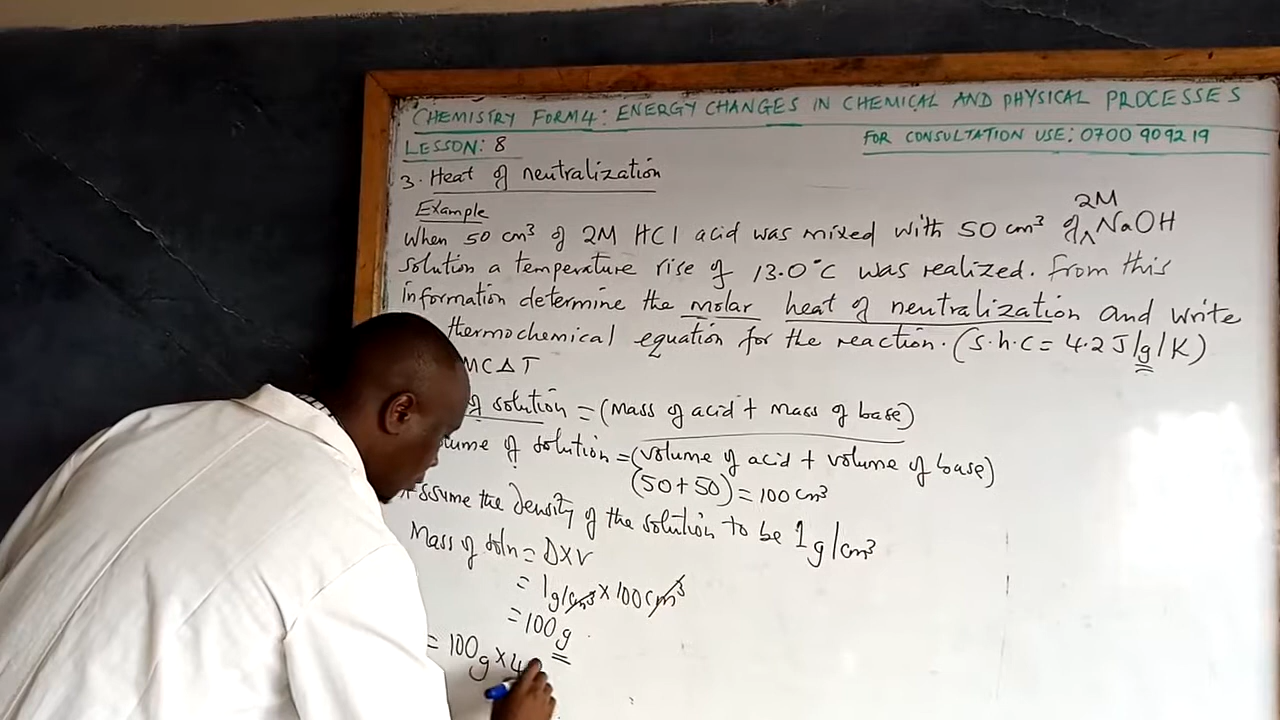 CHEMISTRY FORM 4: ENERGY CHANGES IN CHEMICAL AND PHYSICAL PROCESSES
LESSON: 8
FOR CONSULTATION USE: 0700 909219
3. Heat of neutralization
Example
2M
When 50 cm³ of 2M HCl acid was mixed with 50 cm³ of ^ NaOH
solution a temperature rise of 13.0°C was realized. From this
information determine the molar heat of neutralization and write
thermochemical equation for the reaction. (S.h.c = 4.2 J/g/K)
MCΔT
of solution = (Mass of acid + Mass of base)
of solution = (volume of acid + volume of base)
(50 + 50) = 100 cm³
Assume the Density of the solution to be 1 g/cm³
Mass of soln = D×V
= 1g/cm³ × 100cm³
= 100g
= 100g × 4